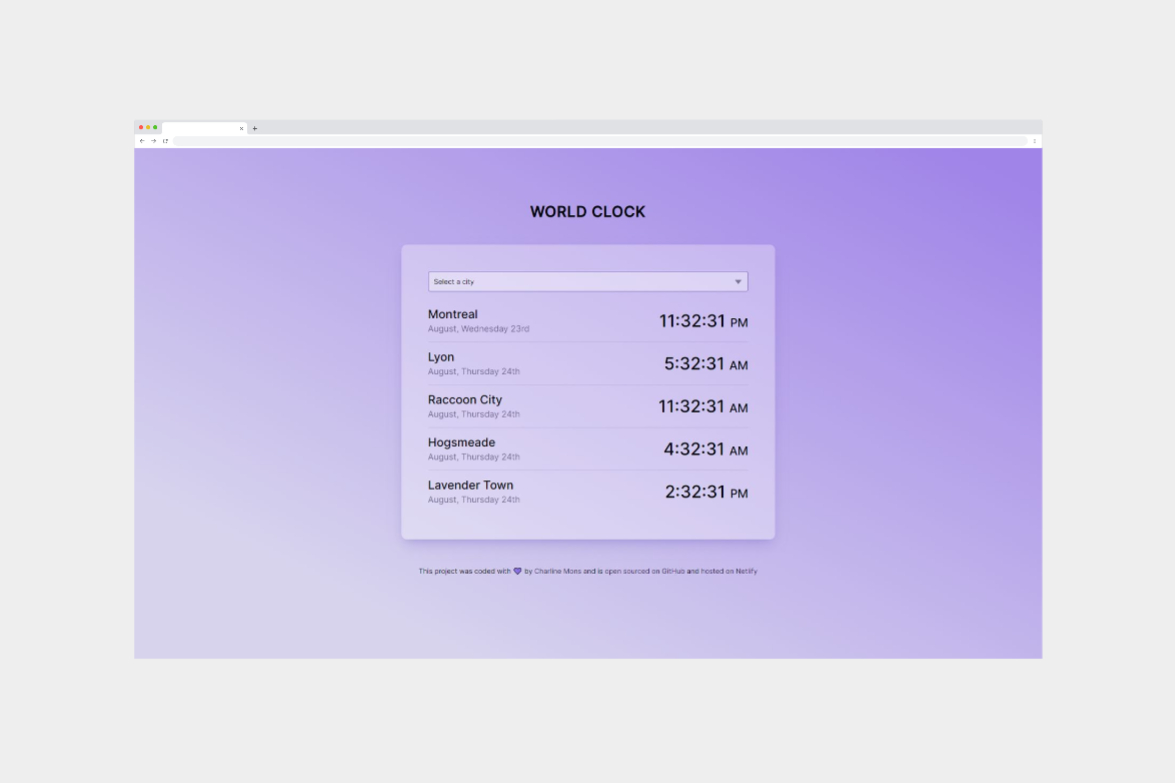 WORLD CLOCK
Select a city
Montreal
August, Wednesday 23rd
11:32:31 PM
Lyon
August, Thursday 24th
5:32:31 AM
Raccoon City
August, Thursday 24th
11:32:31 AM
Hogsmeade
August, Thursday 24th
4:32:31 AM
Lavender Town
August, Thursday 24th
2:32:31 PM
This project was coded with 💜 by Charline Mons and is open sourced on GitHub and hosted on Netlify